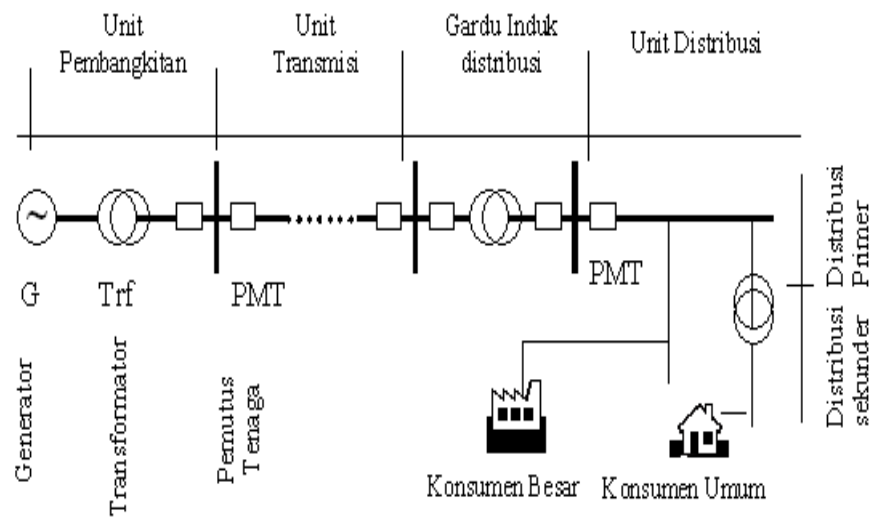 Unit
Pembangkitan
Unit
Transmisi
Gardu Induk
distribusi
Unit Distribusi
~
G
Trf
PMT
PMT
Generator
Transformator
Pemutus
Tenaga
Distribusi
Primer
Distribusi
sekunder
Konsumen Besar
Konsumen Umum